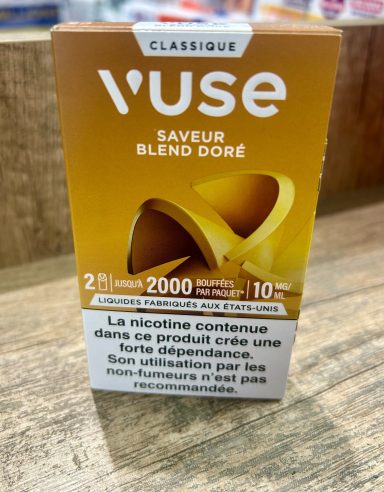 CLASSIQUE
VUSE
SAVEUR
BLEND DORÉ
2 | JUSQU'À 2000 BOUFFÉES PAR PAQUET* | 10 MG/ML
LIQUIDES FABRIQUÉS AUX ÉTATS-UNIS
La nicotine contenue
dans ce produit crée une
forte dépendance.
Son utilisation par les
non-fumeurs n'est pas
recommandée.